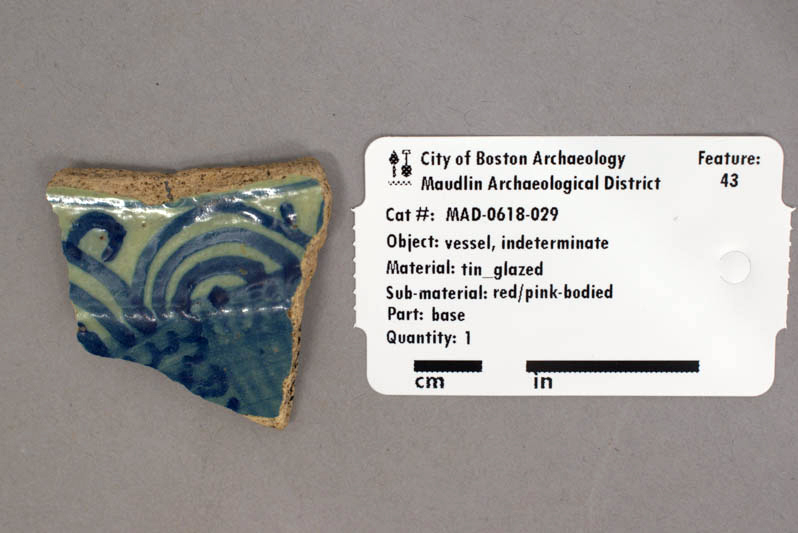 City of Boston Archaeology
Maudlin Archaeological District
Feature:
43
Cat #: MAD-0618-029
Object: vessel, indeterminate
Material: tin_glazed
Sub-material: red/pink-bodied
Part: base
Quantity: 1
cm in